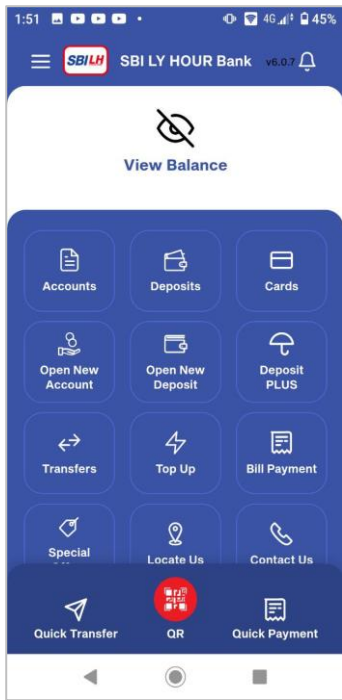 1:51
4G
45%
SBI LH
SBI LY HOUR Bank
v6.0.7
View Balance
Accounts
Deposits
Cards
Open New
Account
Open New
Deposit
Deposit
PLUS
Transfers
Top Up
Bill Payment
Special
Locate Us
Contact Us
Quick Transfer
QR
Quick Payment